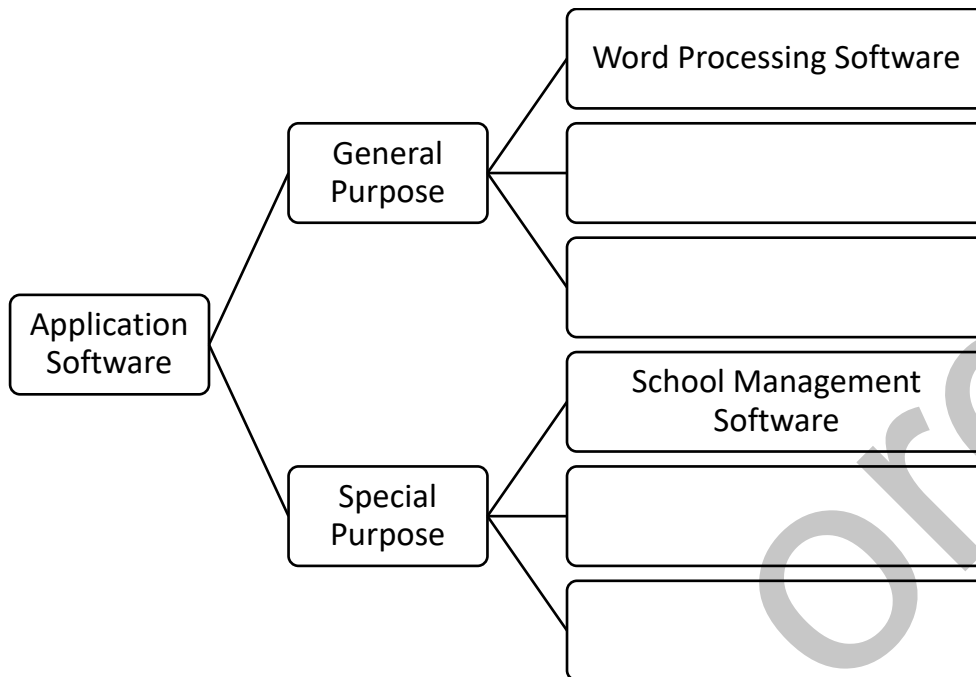 Word Processing Software
General
Purpose
Application
Software
School Management
Software
Special
Purpose